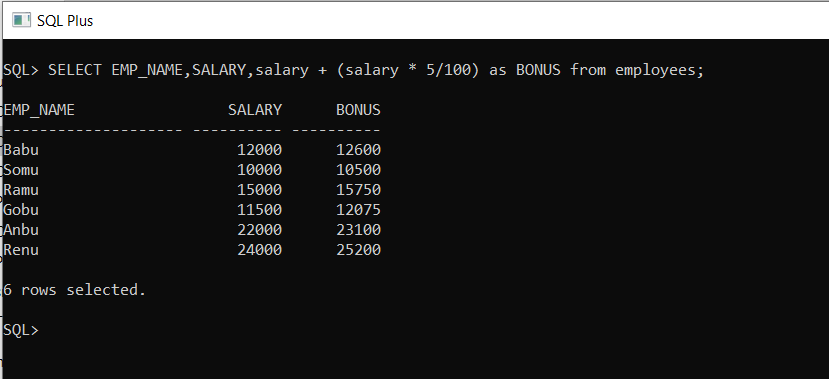 SQL Plus
SQL> SELECT EMP_NAME,SALARY,salary + (salary * 5/100) as BONUS from employees;
EMP_NAME                 SALARY      BONUS
-------------------- ---------- ----------
Babu                      12000      12600
Somu                      10000      10500
Ramu                      15000      15750
Gobu                      11500      12075
Anbu                      22000      23100
Renu                      24000      25200
6 rows selected.
SQL>